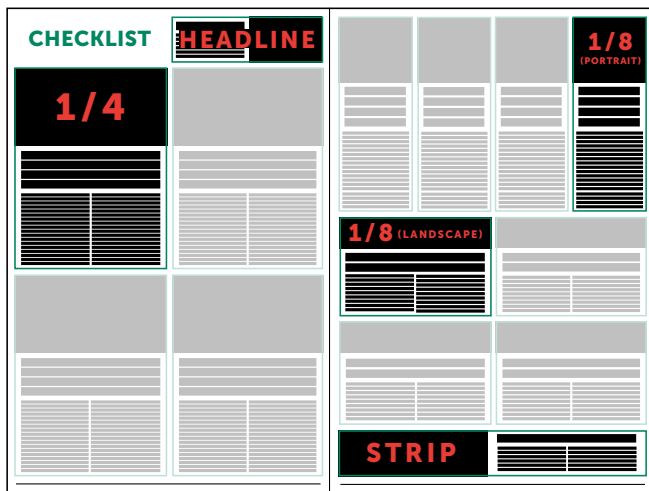 CHECKLIST
HEADLINE
1/4
1/8
(PORTRAIT)
1/8 (LANDSCAPE)
STRIP